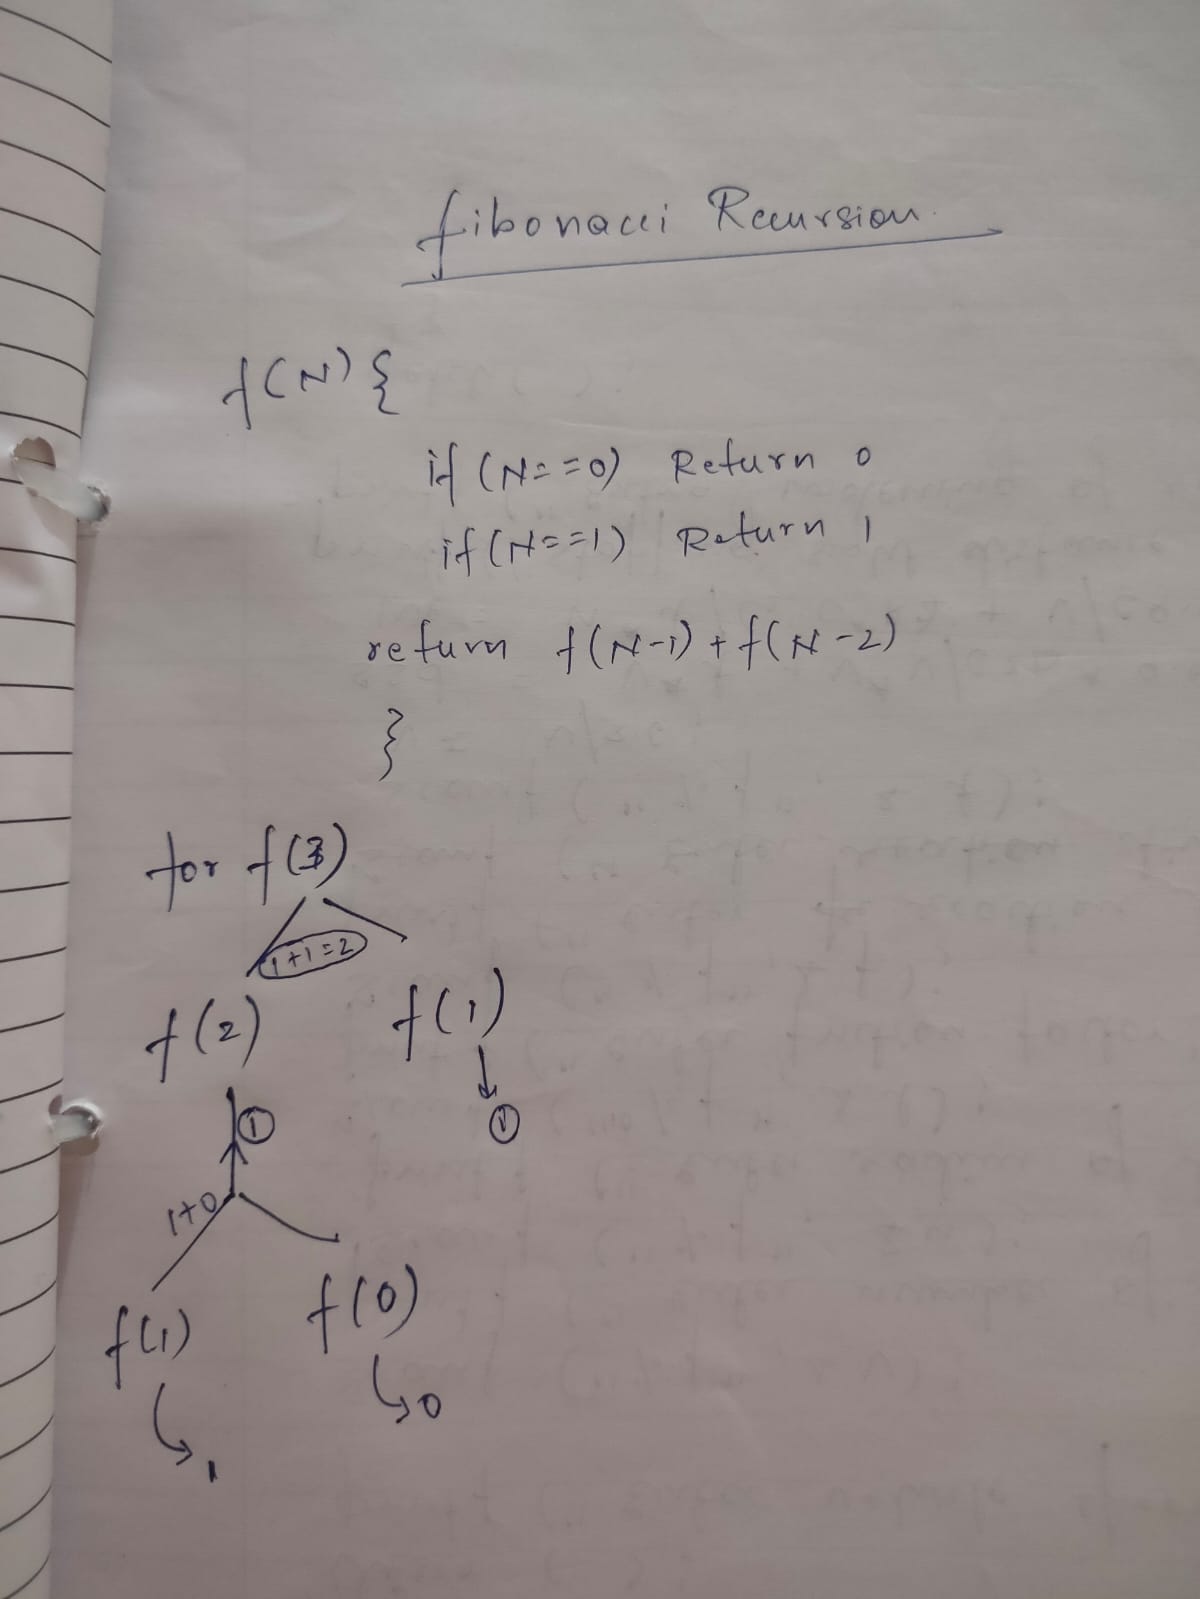 fibonacci Recursion.
f(N) {
if (N==0) Return 0
if (N==1) Return 1
return f(N-1) + f(N-2)
}
for f(3)
1+1=2
f(2) f(1)
1 1
1+0
f(1) f(0)
1 0